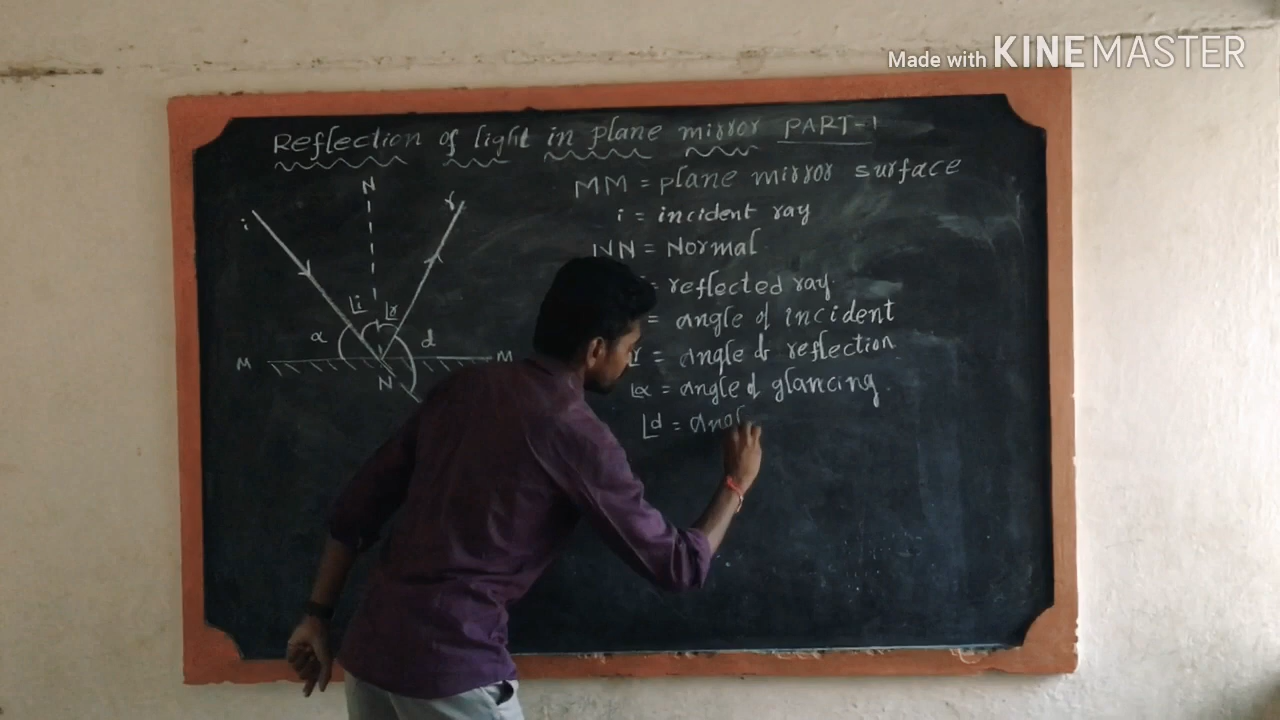 Made with KINEMASTER
Reflection of light in plane mirror PART-1
MM = plane mirror surface
i = incident ray
NN = Normal
= reflected ray.
= angle of incident
r = angle of reflection
∠α = angle of glancing.
∠d = ang
N
i
r
∠i
∠r
α
d
M
M
N